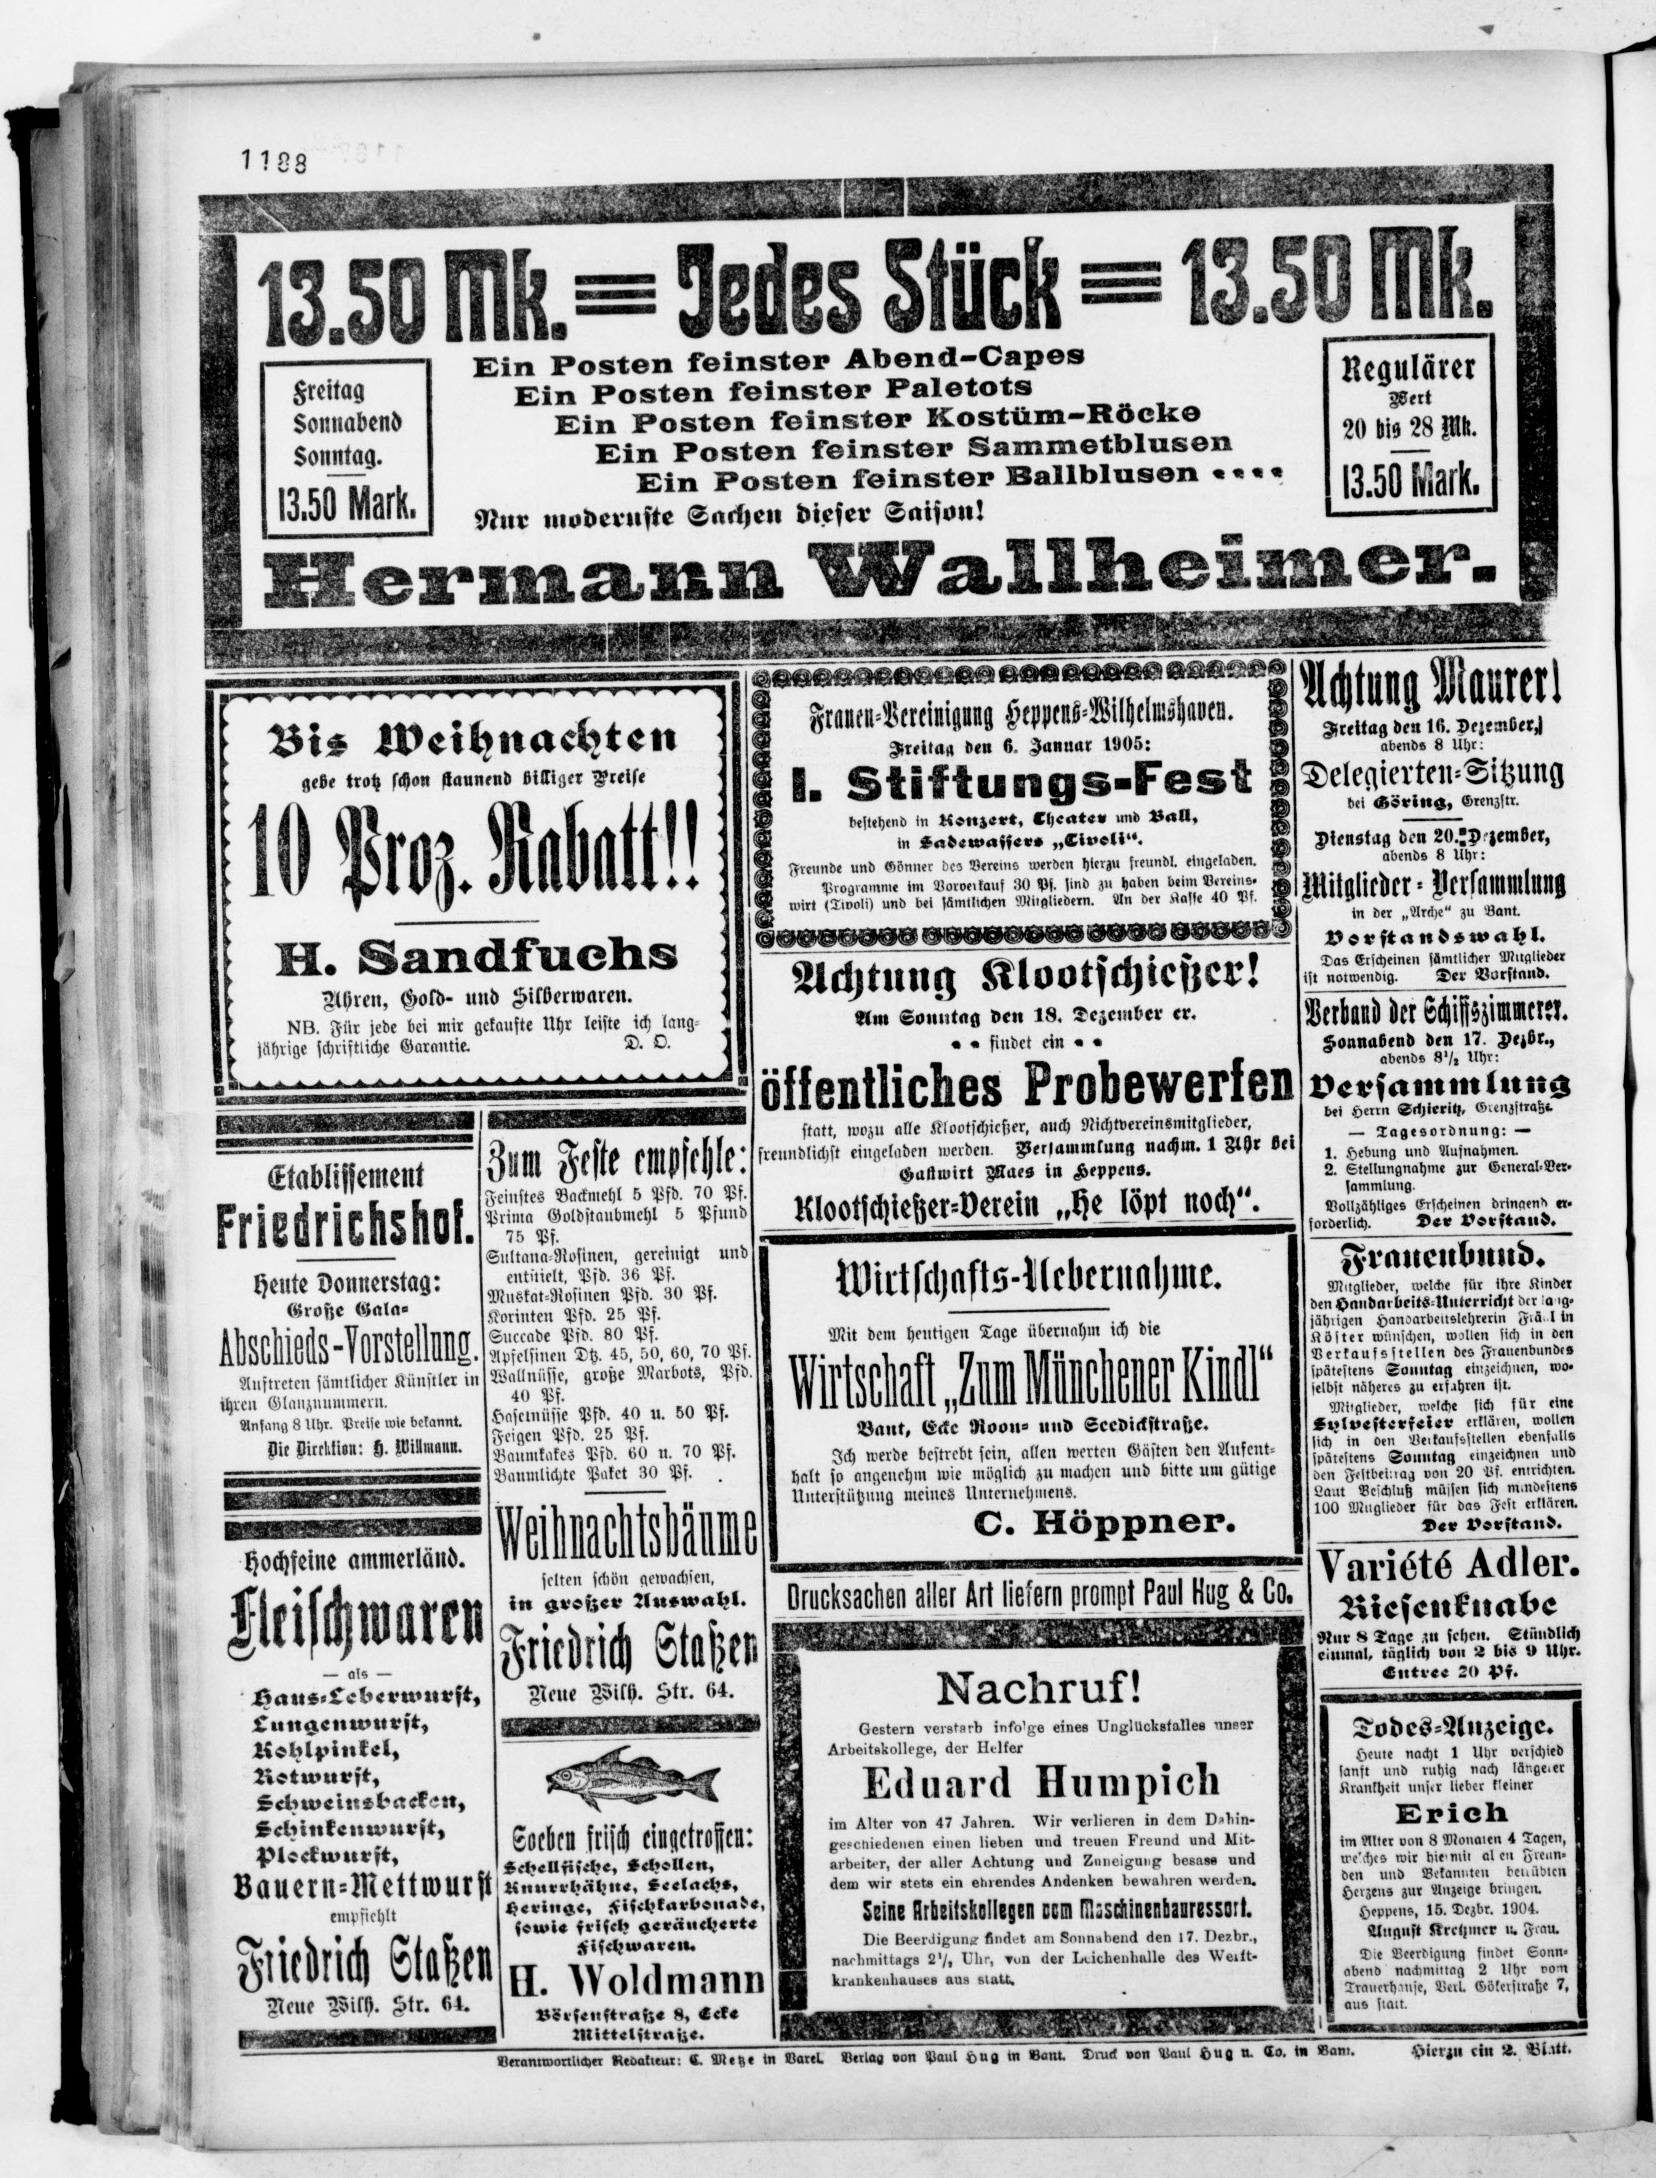 1188
13.50 Mk. Jedes Stück 13.50 Mk.
Freitag
Sonnabend
Sonntag.
13.50 Mark.
Ein Posten feinster Abend-Capes
Ein Posten feinster Paletots
Ein Posten feinster Kostüm-Röcke
Ein Posten feinster Sammetblusen
Ein Posten feinster Ballblusen
Nur modernste Sachen dieser Saison!
Regulärer
Wert
20 bis 28 Mk.
13.50 Mark.
Hermann Wallheimer.
Bis Weihnachten
gebe trotz schon staunend billiger Preise
10 Proz. Rabatt!!
H. Sandfuchs
Uhren, Gold- und Silberwaren.
NB. Für jede bei mir gekaufte Uhr leiste ich lang-
jährige schriftliche Garantie. D. O.
Etablissement
Friedrichshof.
Heute Donnerstag:
Große Gala-
Abschieds-Vorstellung.
Auftreten sämtlicher Künstler in
ihren Glanznummern.
Anfang 8 Uhr. Preise wie bekannt.
Die Direktion: H. Willmann.
Hochfeine ammerländ.
Fleischwaren
— als —
Haus-Leberwurst,
Lungenwurst,
Kohlpinkel,
Rotwurst,
Schweinsbacken,
Schinkenwurst,
Plockwurst,
Bauern-Mettwurst
empfiehlt
Friedrich Staßen
Neue Wilh. Str. 64.
Zum Feste empfehle:
Feinstes Backmehl 5 Pfd. 70 Pf.
Prima Goldstaubmehl 5 Pfund
75 Pf.
Sultana-Rosinen, gereinigt und
entstielt, Pfd. 36 Pf.
Muskat-Rosinen Pfd. 30 Pf.
Korinten Pfd. 25 Pf.
Succade Pfd. 80 Pf.
Apfelsinen Dtz. 45, 50, 60, 70 Pf.
Wallnüsse, große Marbots, Pfd.
40 Pf.
Haselnüsse Pfd. 40 u. 50 Pf.
Feigen Pfd. 25 Pf.
Baumkakes Pfd. 60 u. 70 Pf.
Baumlichte Paket 30 Pf.
Weihnachtsbäume
selten schön gewachsen,
in großer Auswahl.
Friedrich Staßen
Neue Wilh. Str. 64.
Soeben frisch eingetroffen:
Schellfische, Schollen,
Knurrhähne, Seelachs,
Heringe, Fischkarbonade,
sowie frisch geräucherte
Fischwaren.
H. Woldmann
Börsenstraße 8, Ecke
Mittelstraße.
Frauen-Vereinigung Heppens-Wilhelmshaven.
Freitag den 6. Januar 1905:
I. Stiftungs-Fest
bestehend in Konzert, Theater und Ball,
in Sadewassers „Tivoli“.
Freunde und Gönner des Vereins werden hierzu freundl. eingeladen.
Programme im Vorverkauf 30 Pf. sind zu haben beim Vereins-
wirt (Tivoli) und bei sämtlichen Mitgliedern. An der Kasse 40 Pf.
Achtung Klootschießer!
Am Sonntag den 18. Dezember er.
findet ein
öffentliches Probewerfen
statt, wozu alle Klootschießer, auch Nichtvereinsmitglieder,
freundlichst eingeladen werden. Versammlung nachm. 1 Uhr bei
Gastwirt Maes in Heppens.
Klootschießer-Verein „He löpt noch“.
Wirtschafts-Uebernahme.
Mit dem heutigen Tage übernahm ich die
Wirtschaft „Zum Münchener Kindl“
Bant, Ecke Roon- und Seedickstraße.
Ich werde bestrebt sein, allen werten Gästen den Aufent-
halt so angenehm wie möglich zu machen und bitte um gütige
Unterstützung meines Unternehmens.
C. Höppner.
Drucksachen aller Art liefern prompt Paul Hug & Co.
Nachruf!
Gestern verstarb infolge eines Unglücksfalles unser
Arbeitskollege, der Helfer
Eduard Humpich
im Alter von 47 Jahren. Wir verlieren in dem Dahin-
geschiedenen einen lieben und treuen Freund und Mit-
arbeiter, der aller Achtung und Zuneigung besass und
dem wir stets ein ehrendes Andenken bewahren werden.
Seine Arbeitskollegen vom Maschinenbauressort.
Die Beerdigung findet am Sonnabend den 17. Dezbr.,
nachmittags 2½ Uhr, von der Leichenhalle des Werft-
krankenhauses aus statt.
Achtung Maurer!
Freitag den 16. Dezember,
abends 8 Uhr:
Delegierten-Sitzung
bei Göring, Grenzstr.
Dienstag den 20. Dezember,
abends 8 Uhr:
Mitglieder-Versammlung
in der „Arche“ zu Bant.
Vorstandswahl.
Das Erscheinen sämtlicher Mitglieder
ist notwendig. Der Vorstand.
Verband der Schiffszimmerer.
Sonnabend den 17. Dezbr.,
abends 8½ Uhr:
Versammlung
bei Herrn Schieritz, Grenzstraße.
— Tagesordnung: —
1. Hebung und Aufnahmen.
2. Stellungnahme zur General-Ver-
sammlung.
Vollzähliges Erscheinen dringend er-
forderlich. Der Vorstand.
Frauenbund.
Mitglieder, welche für ihre Kinder
den Handarbeits-Unterricht der lang-
jährigen Handarbeitslehrerin Fräul in
Köster wünschen, wollen sich in den
Verkaufsstellen des Frauenbundes
spätestens Sonntag einzeichnen, wo-
selbst näheres zu erfahren ist.
Mitglieder, welche sich für eine
Sylvesterfeier erklären, wollen
sich in den Verkaufsstellen ebenfalls
spätestens Sonntag einzeichnen und
den Festbeitrag von 20 Pf. entrichten.
Laut Beschluß müssen sich mindestens
100 Mitglieder für das Fest erklären.
Der Vorstand.
Variété Adler.
Riesenknabe
Nur 8 Tage zu sehen. Stündlich
einmal, täglich von 2 bis 9 Uhr.
Entree 20 Pf.
Todes-Anzeige.
Heute nacht 1 Uhr verschied
sanft und ruhig nach längerer
Krankheit unser lieber kleiner
Erich
im Alter von 8 Monaten 4 Tagen,
welches wir hiermit allen Freun-
den und Bekannten betrübten
Herzens zur Anzeige bringen.
Heppens, 15. Dezbr. 1904.
August Kretzmer u. Frau.
Die Beerdigung findet Sonn-
abend nachmittag 2 Uhr vom
Trauerhause, Verl. Gökerstraße 7,
aus statt.
Verantwortlicher Redakteur: C. Metze in Varel. Verlag von Paul Hug in Bant. Druck von Paul Hug u. Co. in Bant. Hierzu ein 2. Blatt.